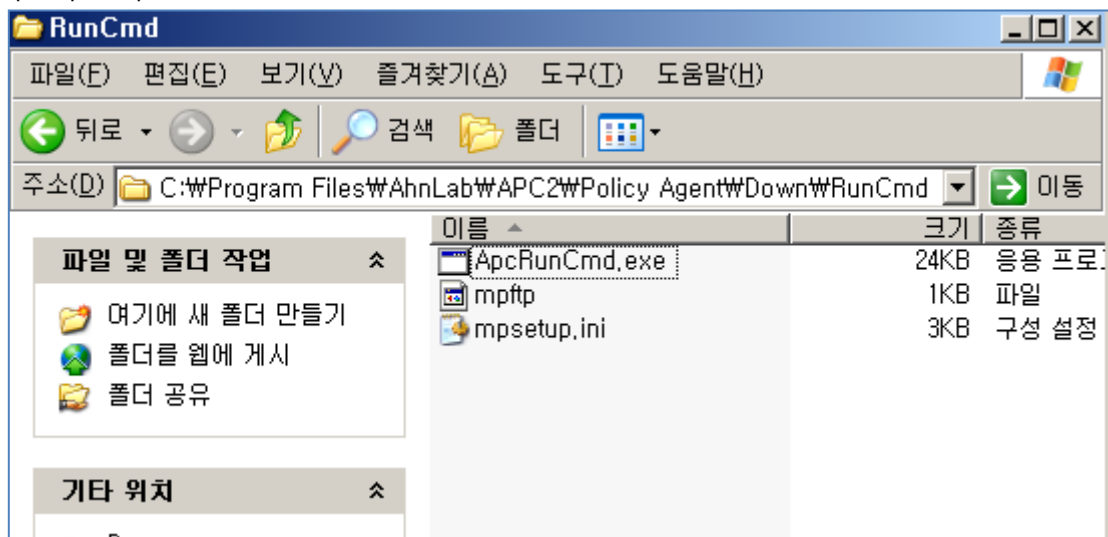 RunCmd
파일(F) 편집(E) 보기(V) 즐겨찾기(A) 도구(T) 도움말(H)
뒤로 검색 폴더
주소(D) C:₩Program Files₩AhnLab₩APC2₩Policy Agent₩Down₩RunCmd 이동
파일 및 폴더 작업
여기에 새 폴더 만들기
폴더를 웹에 게시
폴더 공유
기타 위치
이름 크기 종류
ApcRunCmd.exe 24KB 응용 프로
mpftp 1KB 파일
mpsetup.ini 3KB 구성 설정